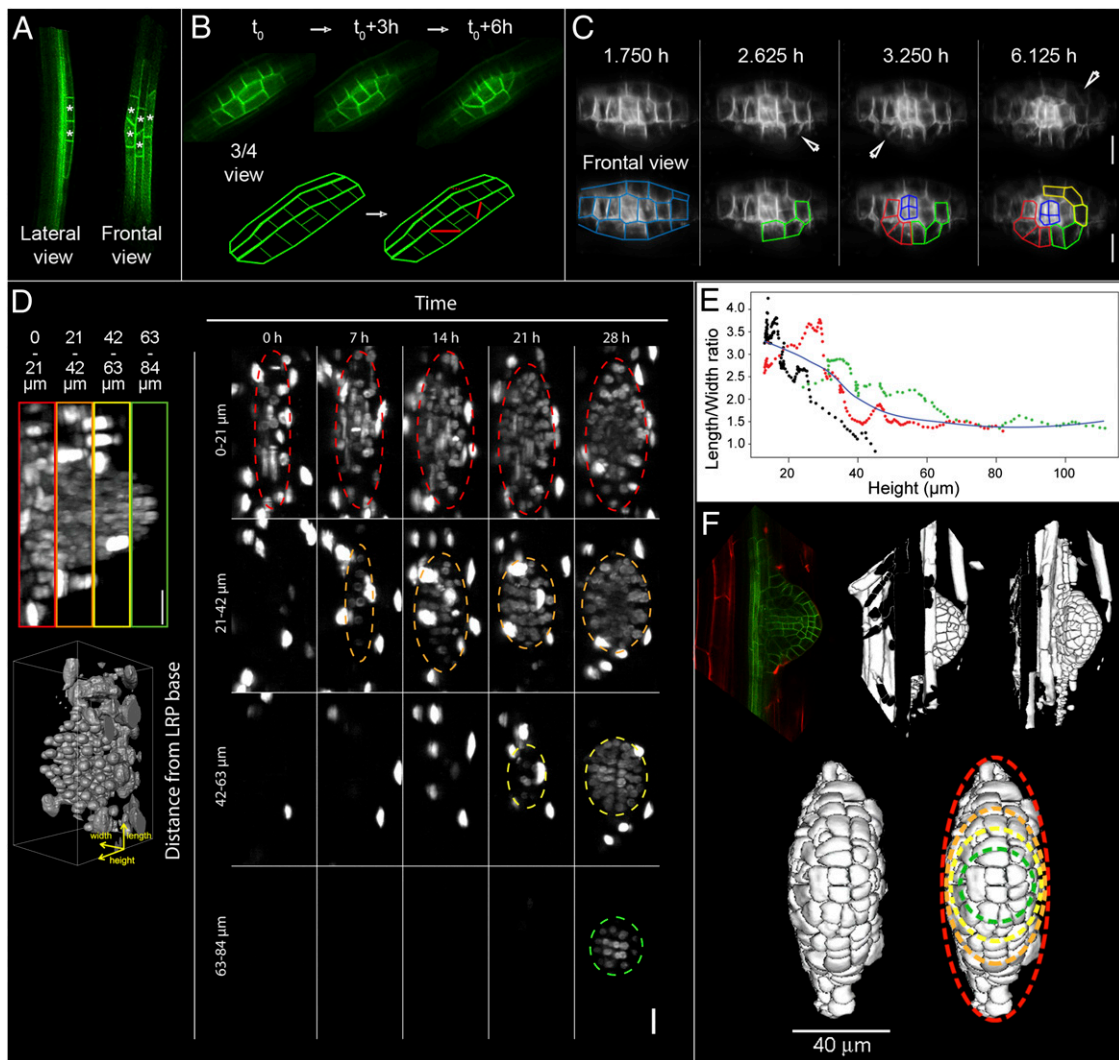 A
Lateral view
Frontal view
B
t0 → t0+3h → t0+6h
3/4 view
C
1.750 h 2.625 h 3.250 h 6.125 h
Frontal view
D
0 - 21 µm
21 - 42 µm
42 - 63 µm
63 - 84 µm
width
length
height
Distance from LRP base
Time
0 h 7 h 14 h 21 h 28 h
0-21 µm
21-42 µm
42-63 µm
63-84 µm
E
Length/Width ratio
4.0
3.5
3.0
2.5
2.0
1.5
1.0
20 40 60 80 100
Height (µm)
F
40 µm